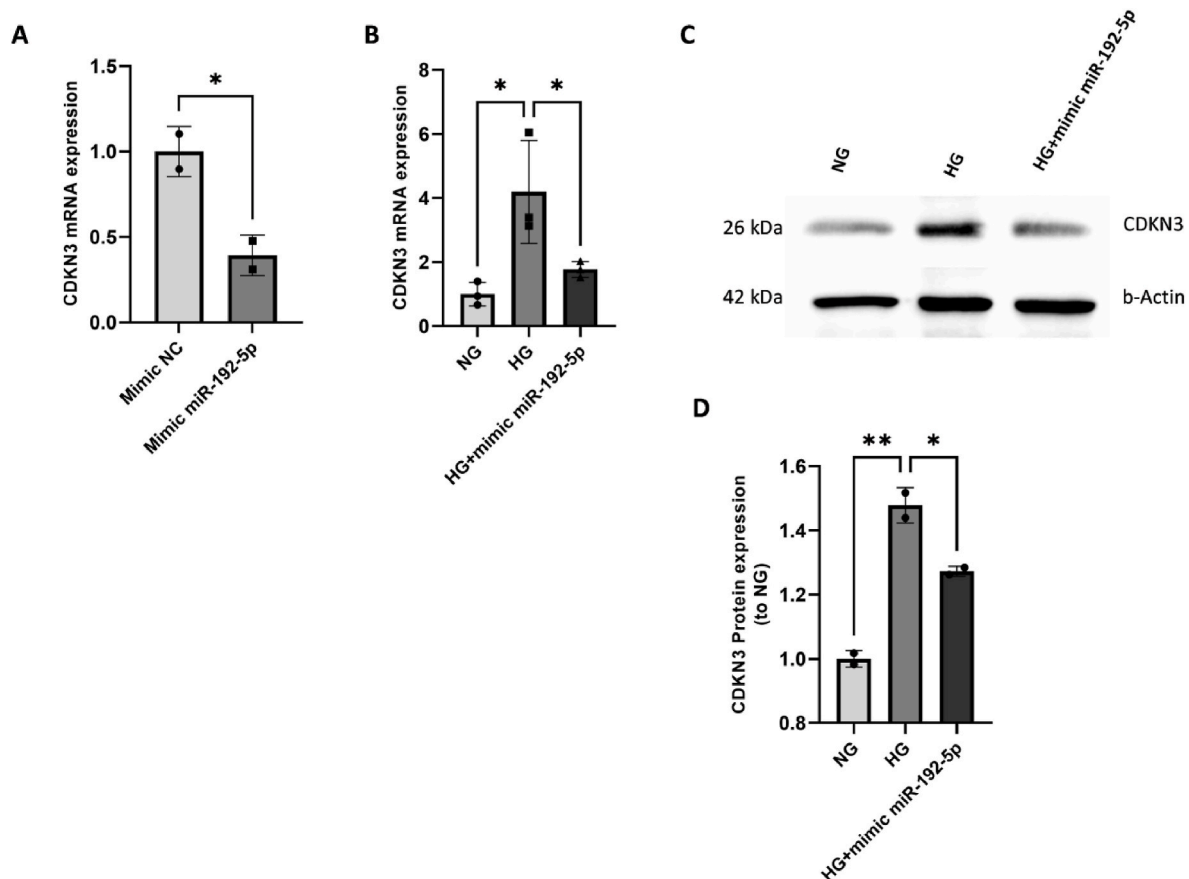 A
CDKN3 mRNA expression
1.5
1.0
0.5
0.0
*
Mimic NC
Mimic miR-192-5p
B
CDKN3 mRNA expression
8
6
4
2
0
*
*
NG
HG
HG+mimic miR-192-5p
C
NG
HG
HG+mimic miR-192-5p
26 kDa
CDKN3
42 kDa
b-Actin
D
CDKN3 Protein expression
(to NG)
1.6
1.4
1.2
1.0
0.8
**
*
NG
HG
HG+mimic miR-192-5p